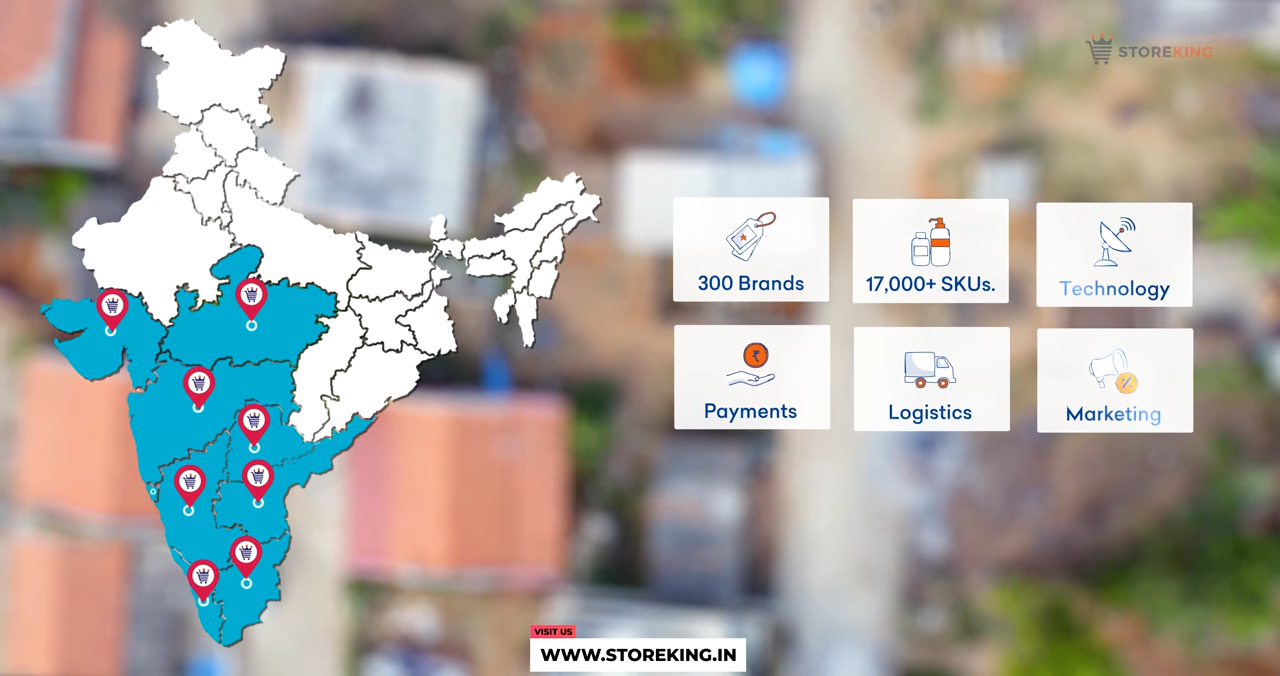 STOREKING
300 Brands
17,000+ SKUs.
Technology
Payments
Logistics
Marketing
VISIT US
WWW.STOREKING.IN